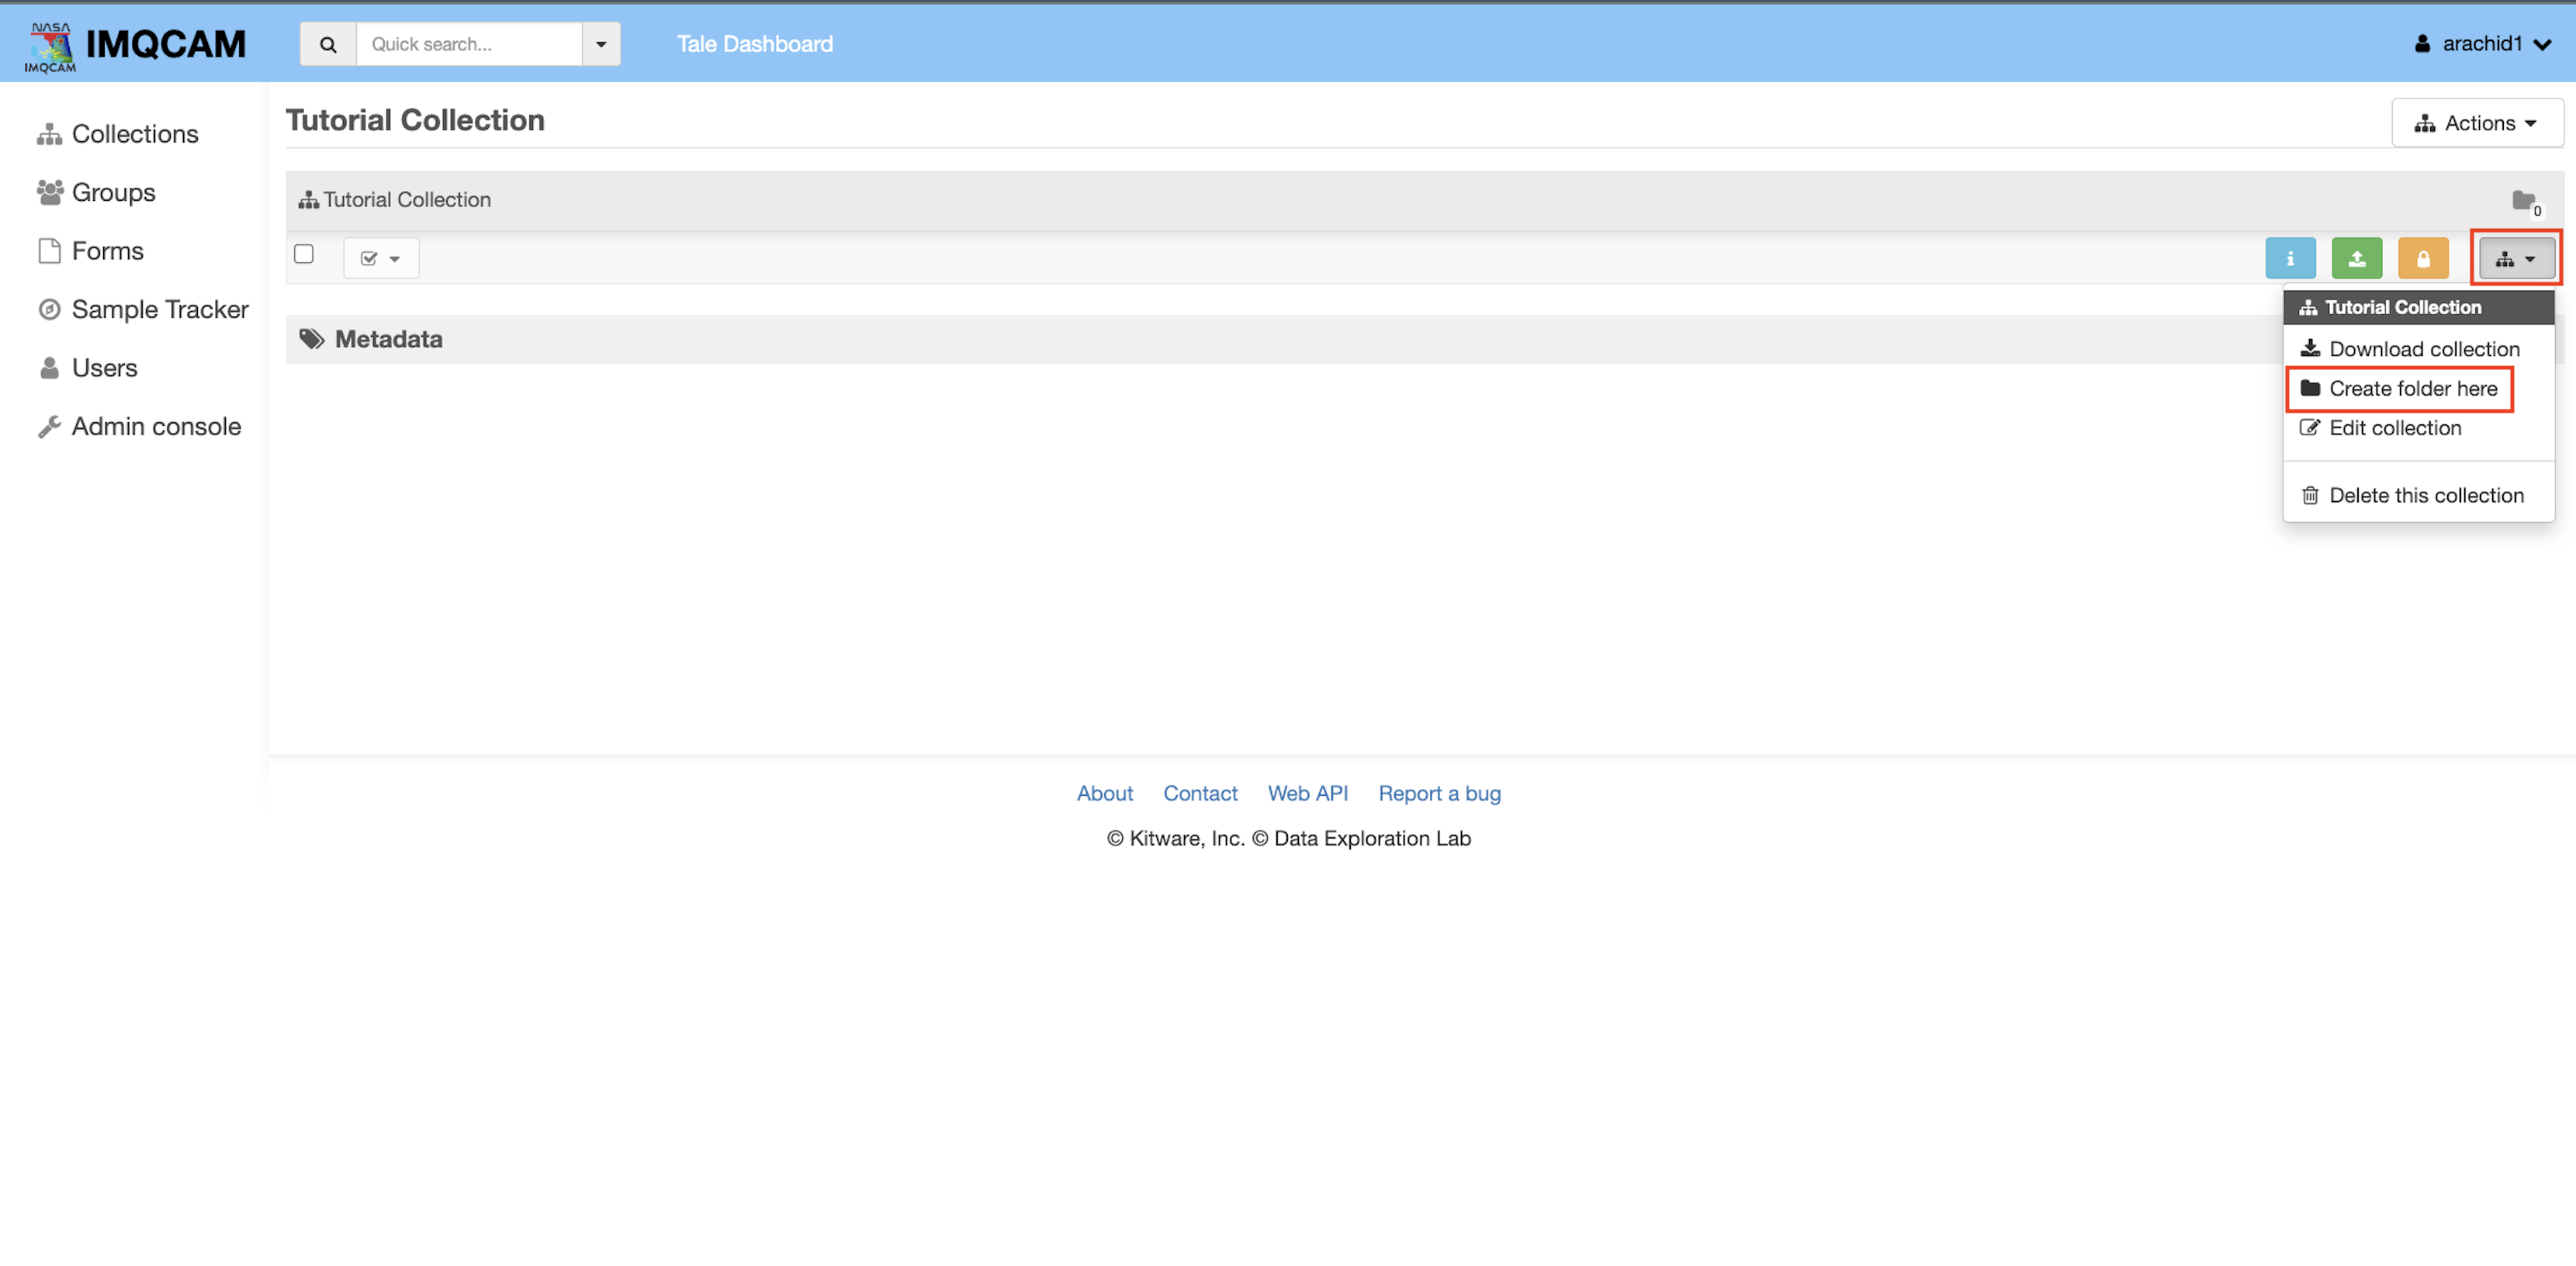 NASA
IMQCAM
IMQCAM
Quick search...
Tale Dashboard
arachid1
Collections
Groups
Forms
Sample Tracker
Users
Admin console
Tutorial Collection
Actions
Tutorial Collection
0
i
Metadata
Tutorial Collection
Download collection
Create folder here
Edit collection
Delete this collection
About Contact Web API Report a bug
© Kitware, Inc. © Data Exploration Lab